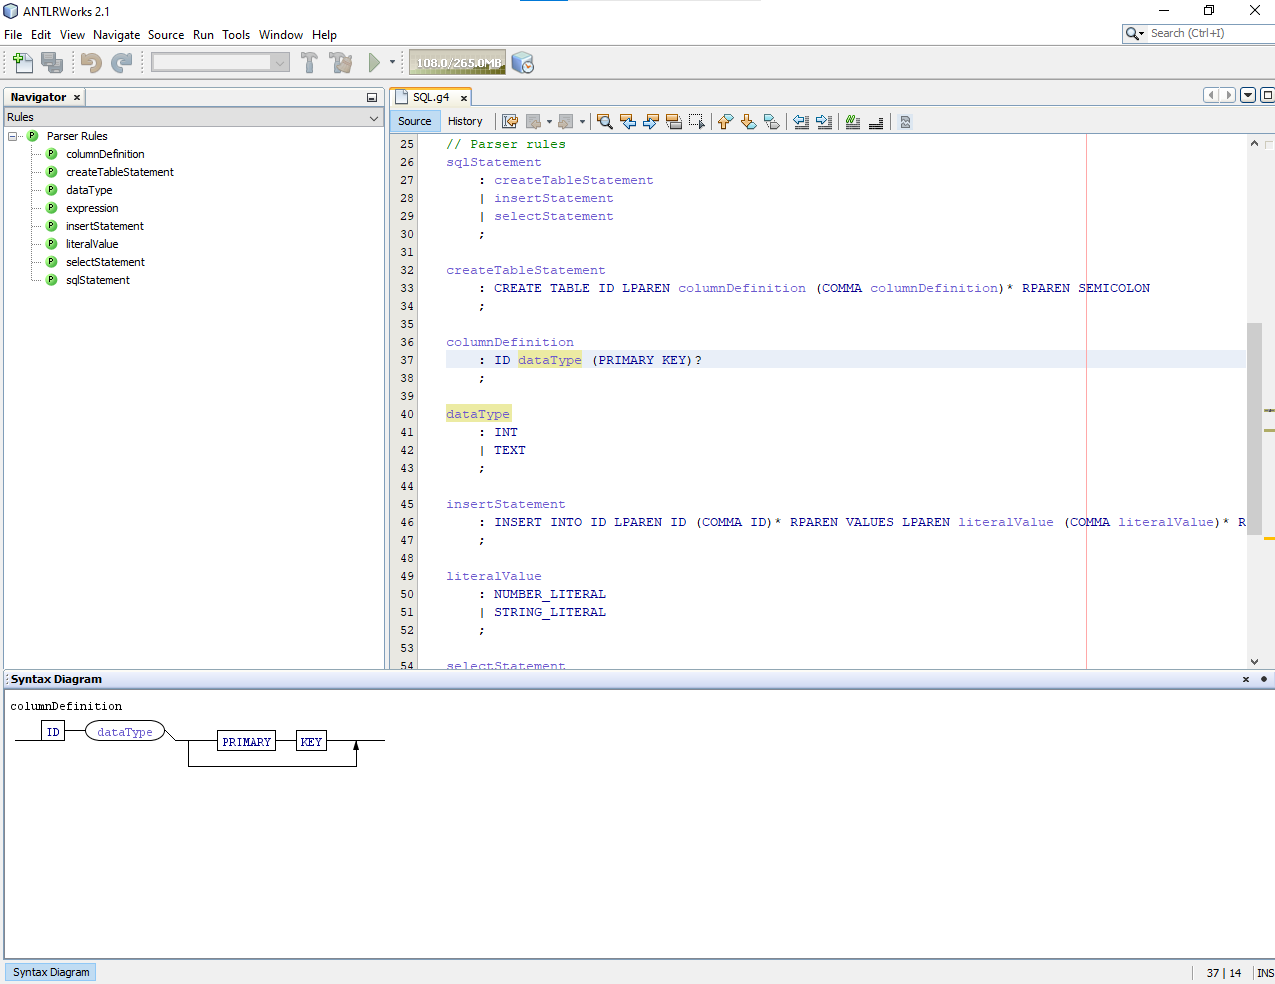 ANTLRWorks 2.1
File Edit View Navigate Source Run Tools Window Help
Search (Ctrl+I)
108.0/265.0MB
Navigator
Rules
Parser Rules
columnDefinition
createTableStatement
dataType
expression
insertStatement
literalValue
selectStatement
sqlStatement
SQL.g4
Source History
25 // Parser rules
26 sqlStatement
27 : createTableStatement
28 | insertStatement
29 | selectStatement
30 ;
31
32 createTableStatement
33 : CREATE TABLE ID LPAREN columnDefinition (COMMA columnDefinition)* RPAREN SEMICOLON
34 ;
35
36 columnDefinition
37 : ID dataType (PRIMARY KEY)?
38 ;
39
40 dataType
41 : INT
42 | TEXT
43 ;
44
45 insertStatement
46 : INSERT INTO ID LPAREN ID (COMMA ID)* RPAREN VALUES LPAREN literalValue (COMMA literalValue)* R
47 ;
48
49 literalValue
50 : NUMBER_LITERAL
51 | STRING_LITERAL
52 ;
53
54 selectStatement
Syntax Diagram
columnDefinition
ID dataType PRIMARY KEY
Syntax Diagram
37 | 14 INS